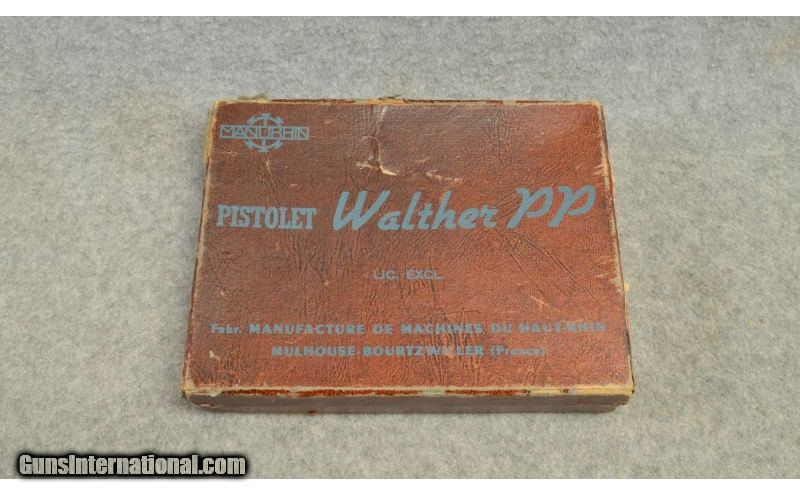 MANURHIN
PISTOLET Walther PP
LIC. EXCL.
Fabr. MANUFACTURE DE MACHINES DU HAUT-RHIN
MULHOUSE-BOURTZWILLER (France)
GunsInternational.com